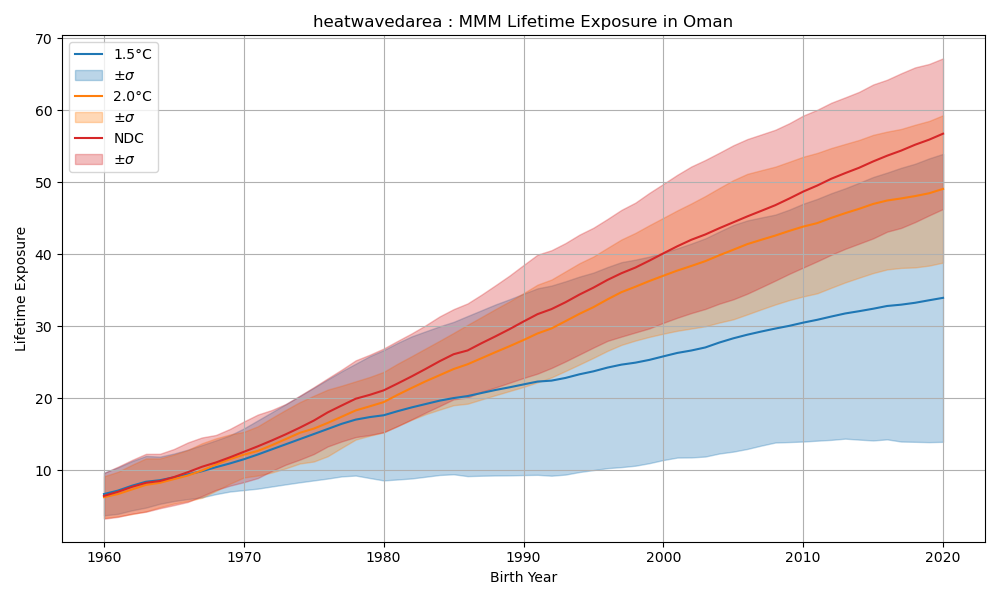 heatwavedarea : MMM Lifetime Exposure in Oman
70
60
50
40
30
20
10
Lifetime Exposure
1.5°C
±σ
2.0°C
±σ
NDC
±σ
1960 1970 1980 1990 2000 2010 2020
Birth Year